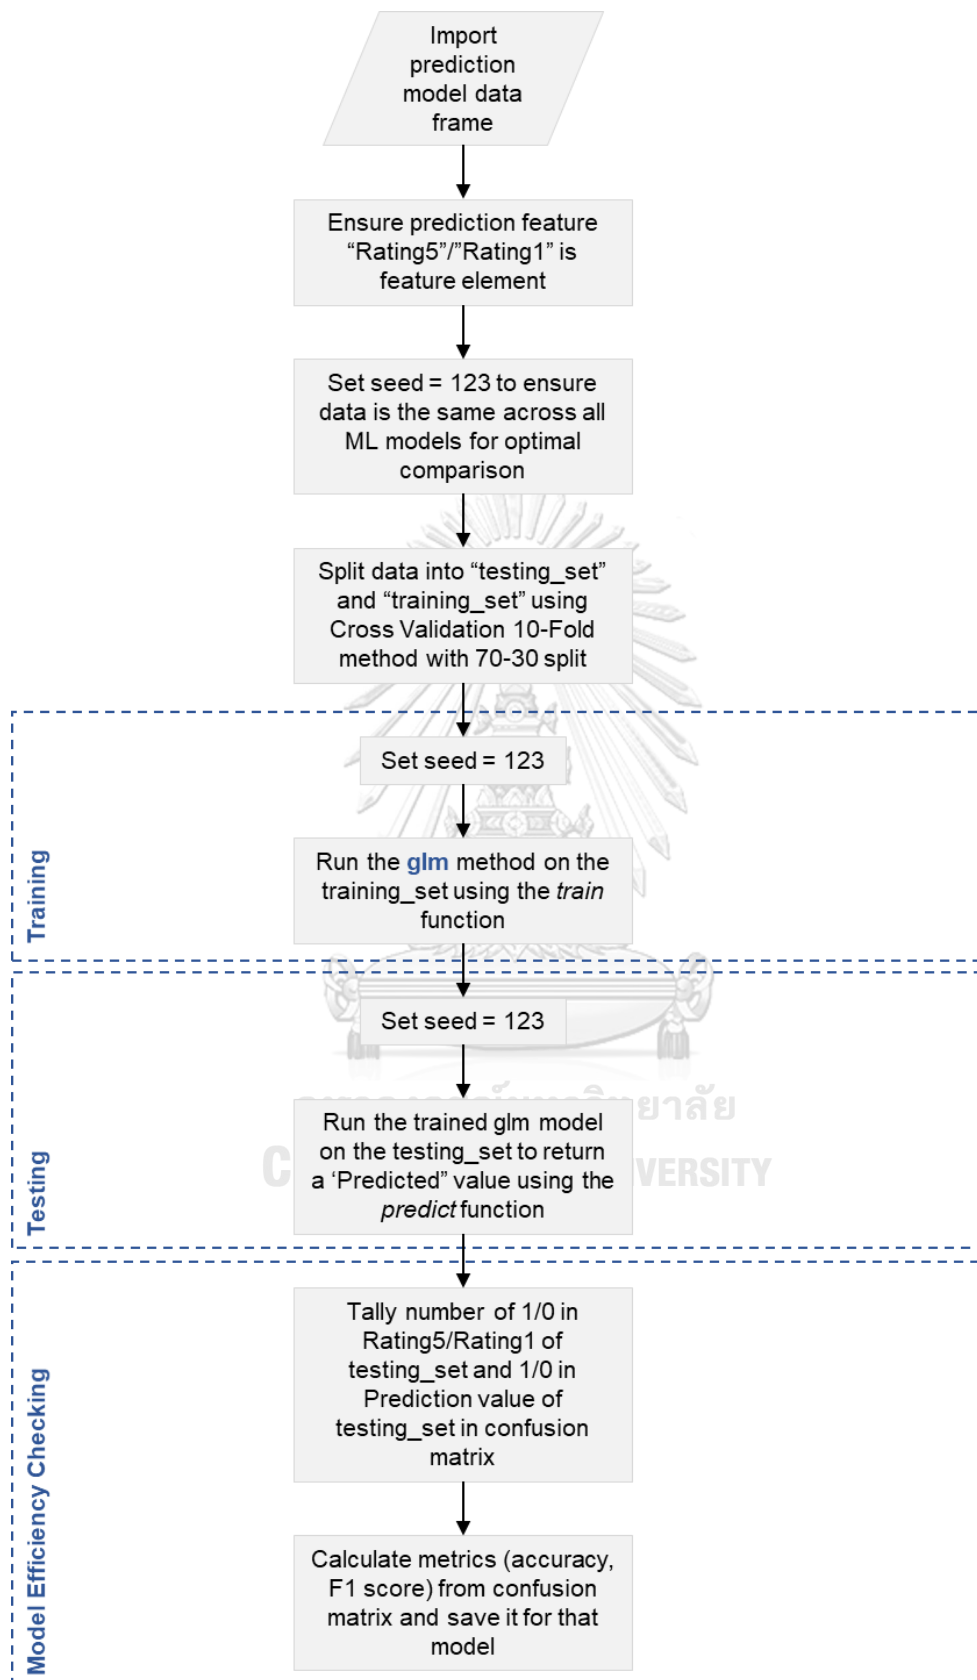 Import
prediction
model data
frame
Ensure prediction feature
“Rating5”/”Rating1” is
feature element
Set seed = 123 to ensure
data is the same across all
ML models for optimal
comparison
Split data into “testing_set”
and “training_set” using
Cross Validation 10-Fold
method with 70-30 split
Training
Set seed = 123
Run the glm method on the
training_set using the train
function
Testing
Set seed = 123
Run the trained glm model
on the testing_set to return
a ‘Predicted” value using the
predict function
VERSITY
Model Efficiency Checking
Tally number of 1/0 in
Rating5/Rating1 of
testing_set and 1/0 in
Prediction value of
testing_set in confusion
matrix
Calculate metrics (accuracy,
F1 score) from confusion
matrix and save it for that
model